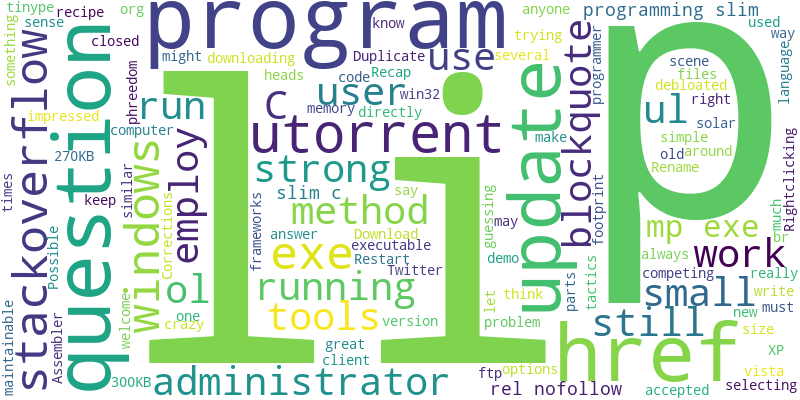 tinype
recipe
org
sense
closed
something
program
know
anyone
programming slim
might
downloading
Duplicate
use
trying
used
way
heads
code
Recap
several
scene
files
debloated
language
stackoverflow
question
impressed
phreedom
run
C
user
win32
memory
directly
update
blockquote
programmer
make
ul
right
solar
computer
utorrent
simple
270KB
windows
employ
strong
old
around
Rename
times
keep
similar
slim c
say
method
guessing
may
footprint
p
mp exe
much
br
Rightclicking
Possible
Corrections
frameworks
answer
Download
exe
executable
Restart
Twitter
demo
always
work
competing
really
welcome
ol
running
li
let
think
parts
tactics
small
write
must
maintainable
Assembler
one
tools
version
problem
still
new
size
crazy
great
client
href
XP
300KB
administrator
ftp
options
rel nofollow
accepted
vista
selecting